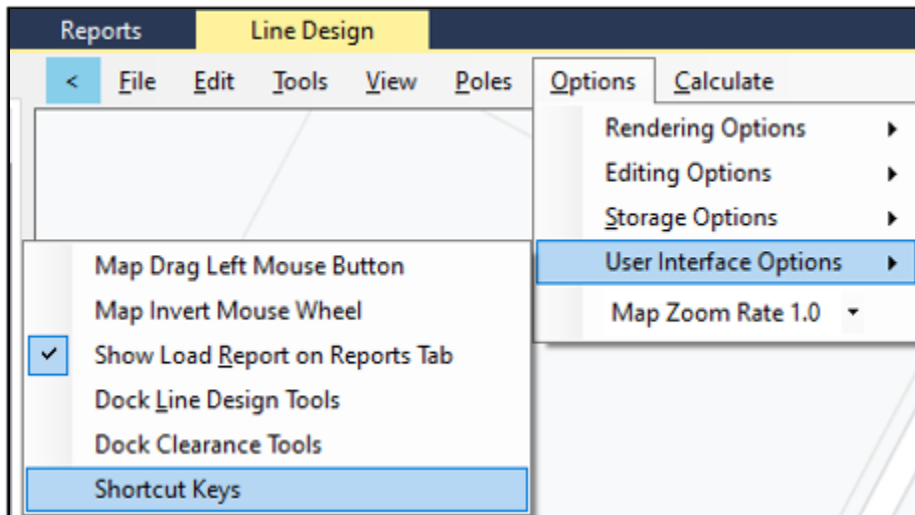 Reports Line Design
< File Edit Tools View Poles Options Calculate
Rendering Options
Editing Options
Storage Options
User Interface Options
Map Zoom Rate 1.0
Map Drag Left Mouse Button
Map Invert Mouse Wheel
Show Load Report on Reports Tab
Dock Line Design Tools
Dock Clearance Tools
Shortcut Keys